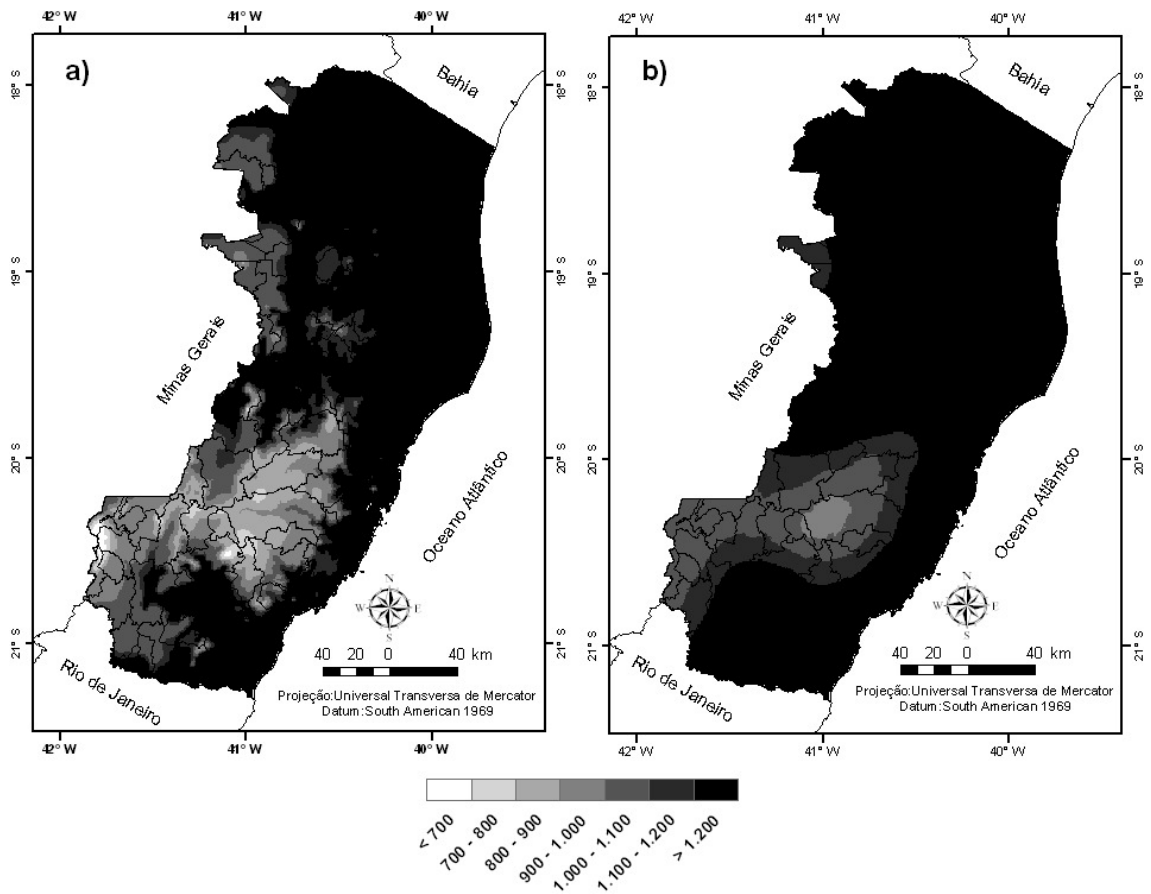 42° W 41° W 40° W
a)
Bahia
18° S
19° S
Minas Gerais
20° S
Oceano Atlântico
21° S
N
W E
S
40 20 0 40 km
Rio de Janeiro
Projeção:Universal Transversa de Mercator
Datum:South American 1969
18° S
19° S
20° S
21° S
42° W 41° W 40° W
42° W 41° W 40° W
b)
Bahia
18° S
19° S
Minas Gerais
20° S
Oceano Atlântico
21° S
N
W E
S
40 20 0 40 km
Rio de Janeiro
Projeção:Universal Transversa de Mercator
Datum:South American 1969
18° S
19° S
20° S
21° S
42° W 41° W 40° W
< 700
700 - 800
800 - 900
900 - 1.000
1.000 - 1.100
1.100 - 1.200
> 1.200